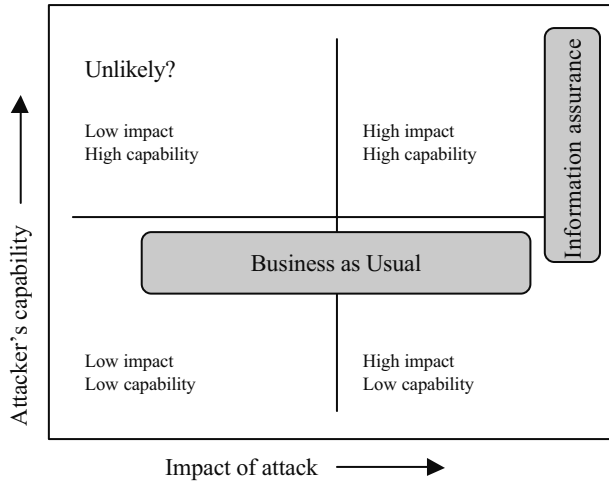 Unlikely?
Low impact
High capability
High impact
High capability
Information assurance
Business as Usual
Low impact
Low capability
High impact
Low capability
Attacker’s capability
Impact of attack